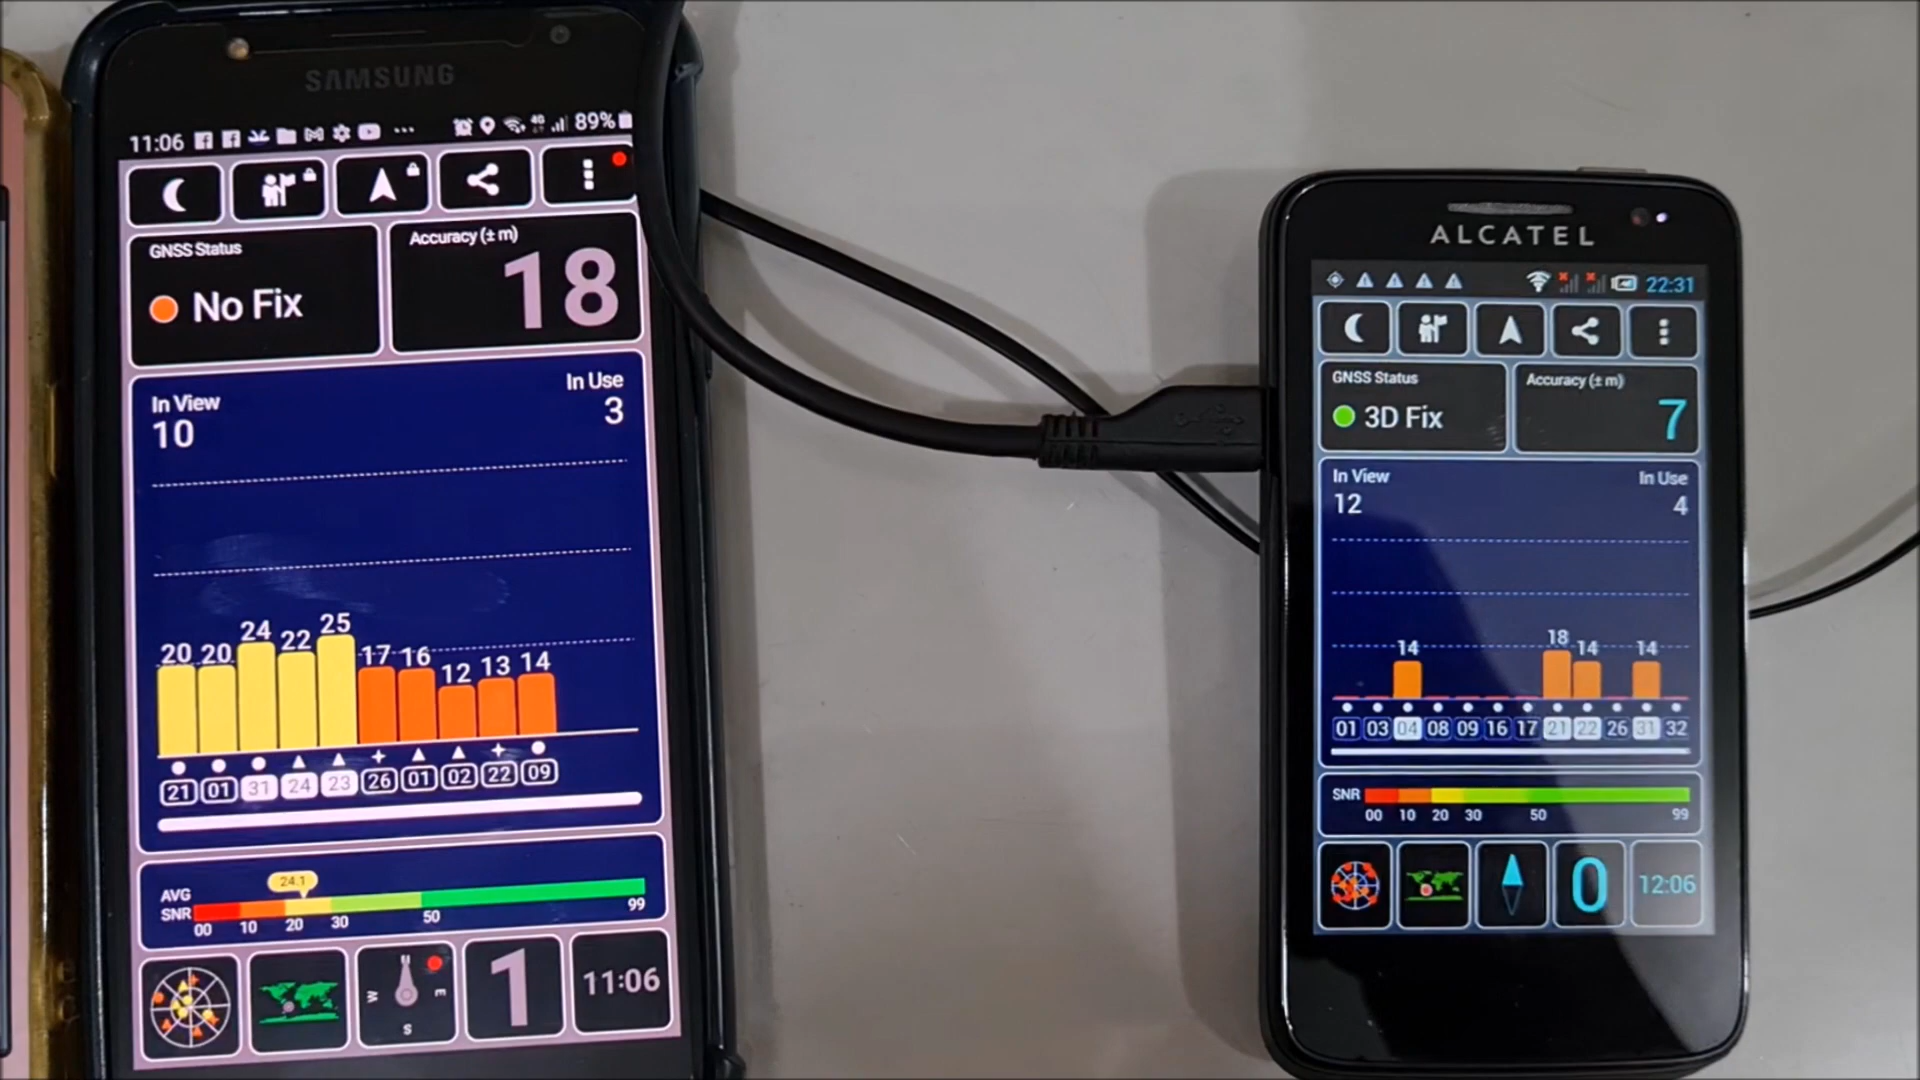 SAMSUNG
11:06 4G 89%
GNSS Status
No Fix
Accuracy (± m)
18
In View
10
In Use
3
20 20 24 22 25 17 16 12 13 14
21 01 31 24 23 26 01 02 22 09
24.1
AVG
SNR
00 10 20 30 50 99
N
W E
S
1
11:06
ALCATEL
22:31
GNSS Status
3D Fix
Accuracy (± m)
7
In View
12
In Use
4
14 18 14 14
01 03 04 08 09 16 17 21 22 26 31 32
SNR
00 10 20 30 50 99
0
12:06